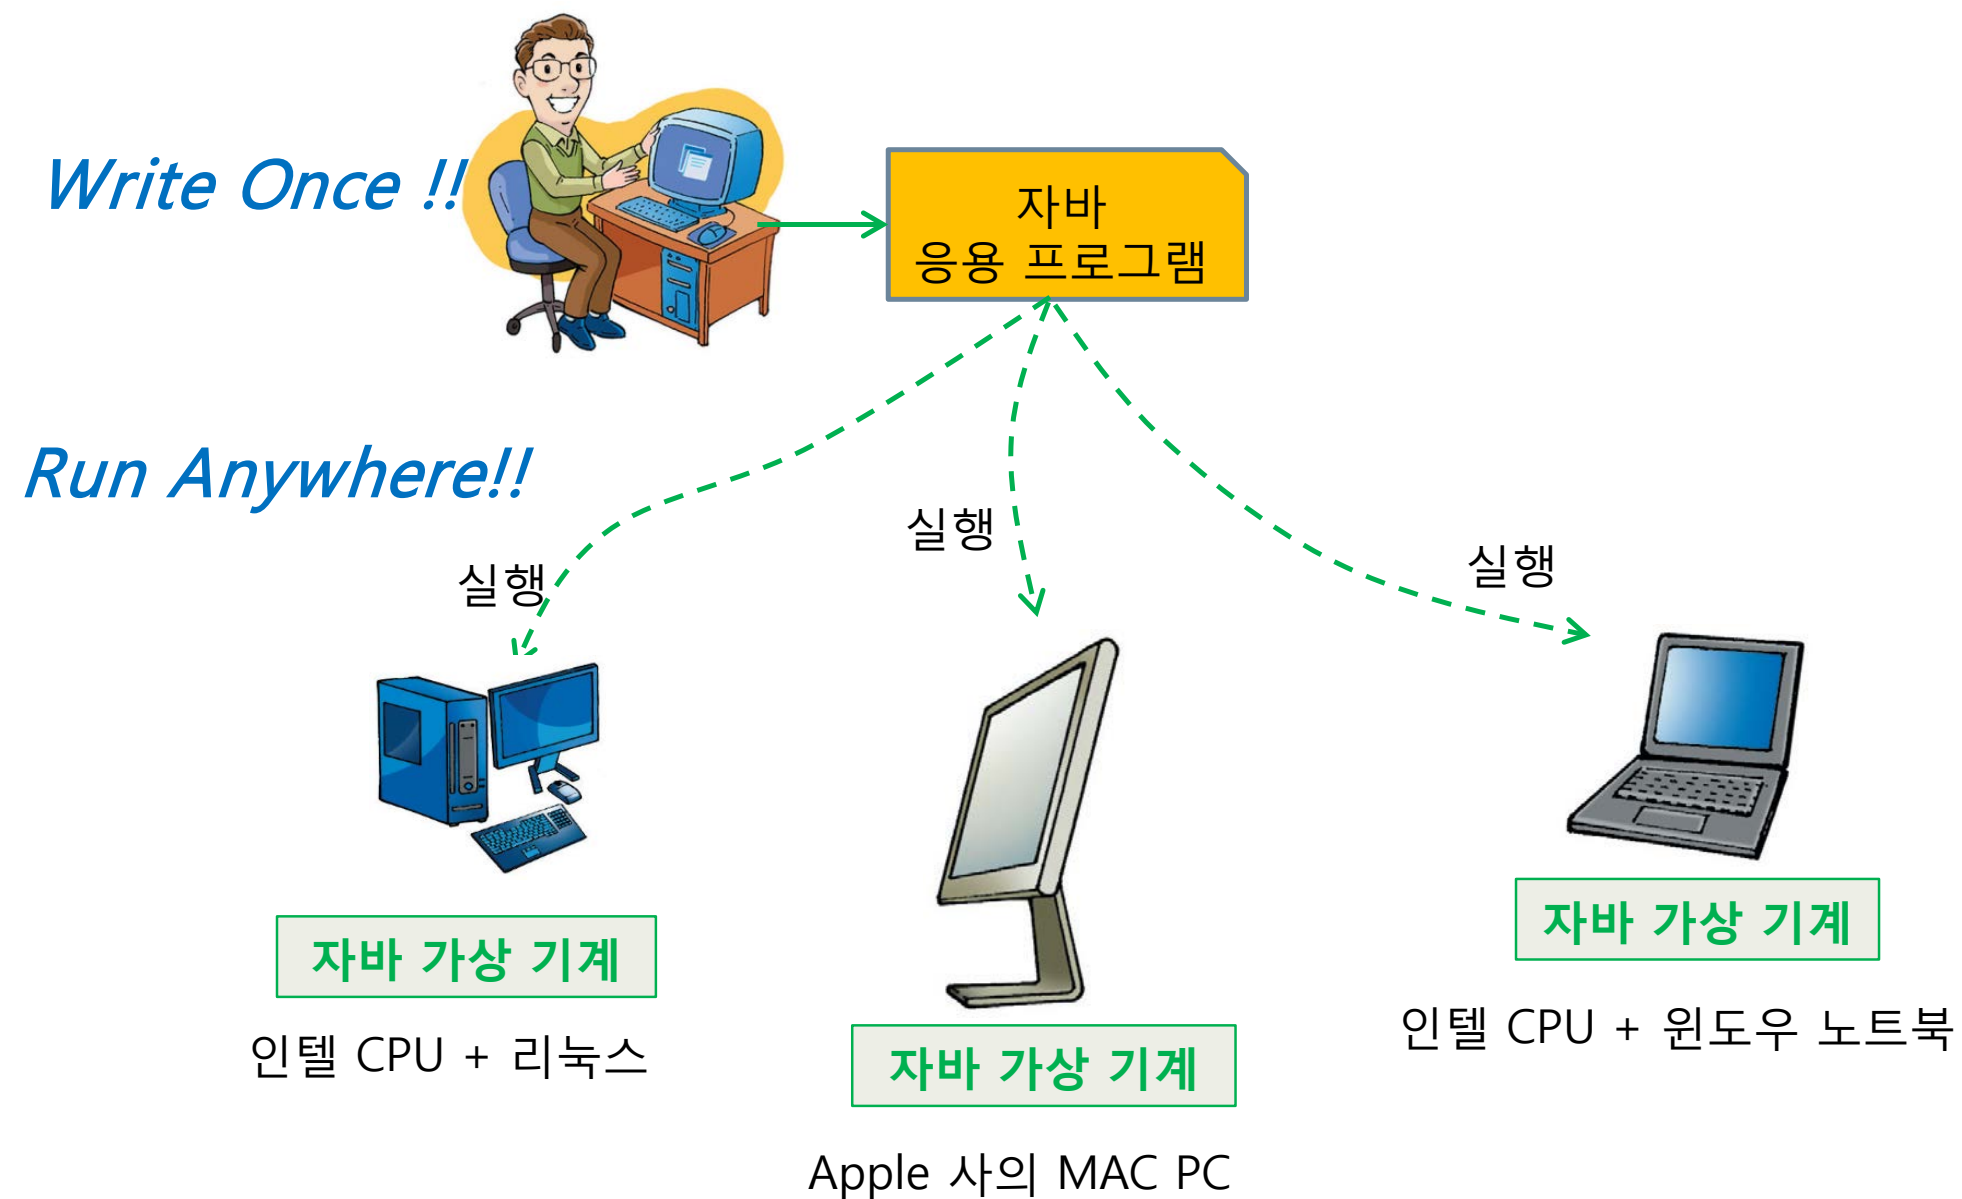 Write Once !!
자바
응용 프로그램
Run Anywhere!!
실행
실행
실행
자바 가상 기계
인텔 CPU + 리눅스
자바 가상 기계
Apple 사의 MAC PC
자바 가상 기계
인텔 CPU + 윈도우 노트북